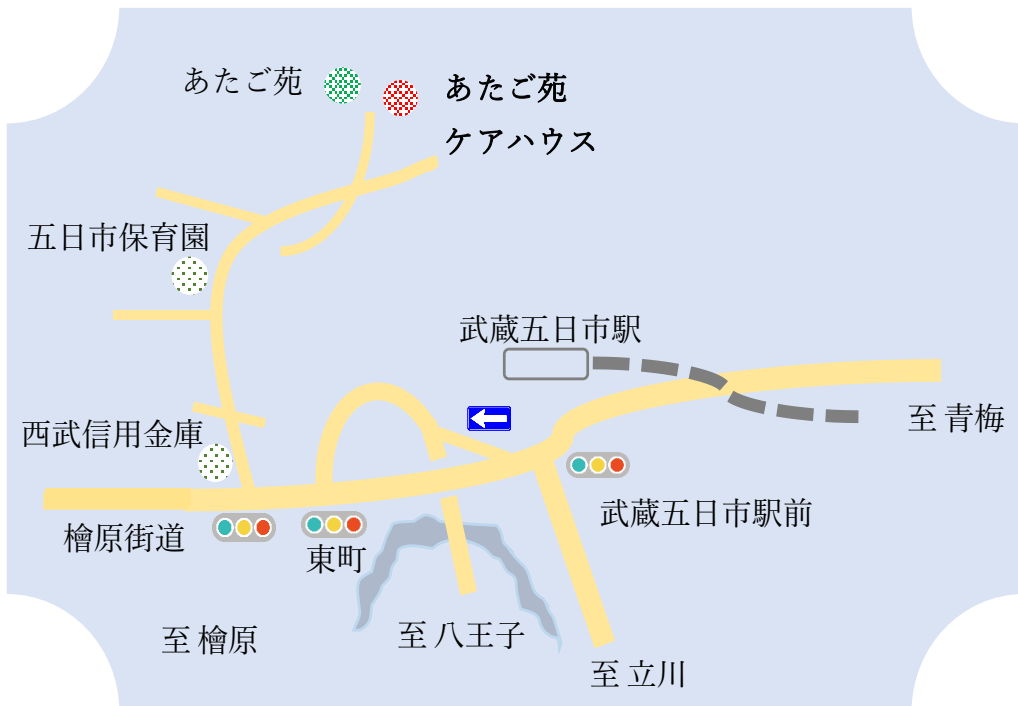 あたご苑
あたご苑
ケアハウス
五日市保育園
武蔵五日市駅
至 青梅
西武信用金庫
武蔵五日市駅前
檜原街道
東町
至 檜原
至 八王子
至 立川